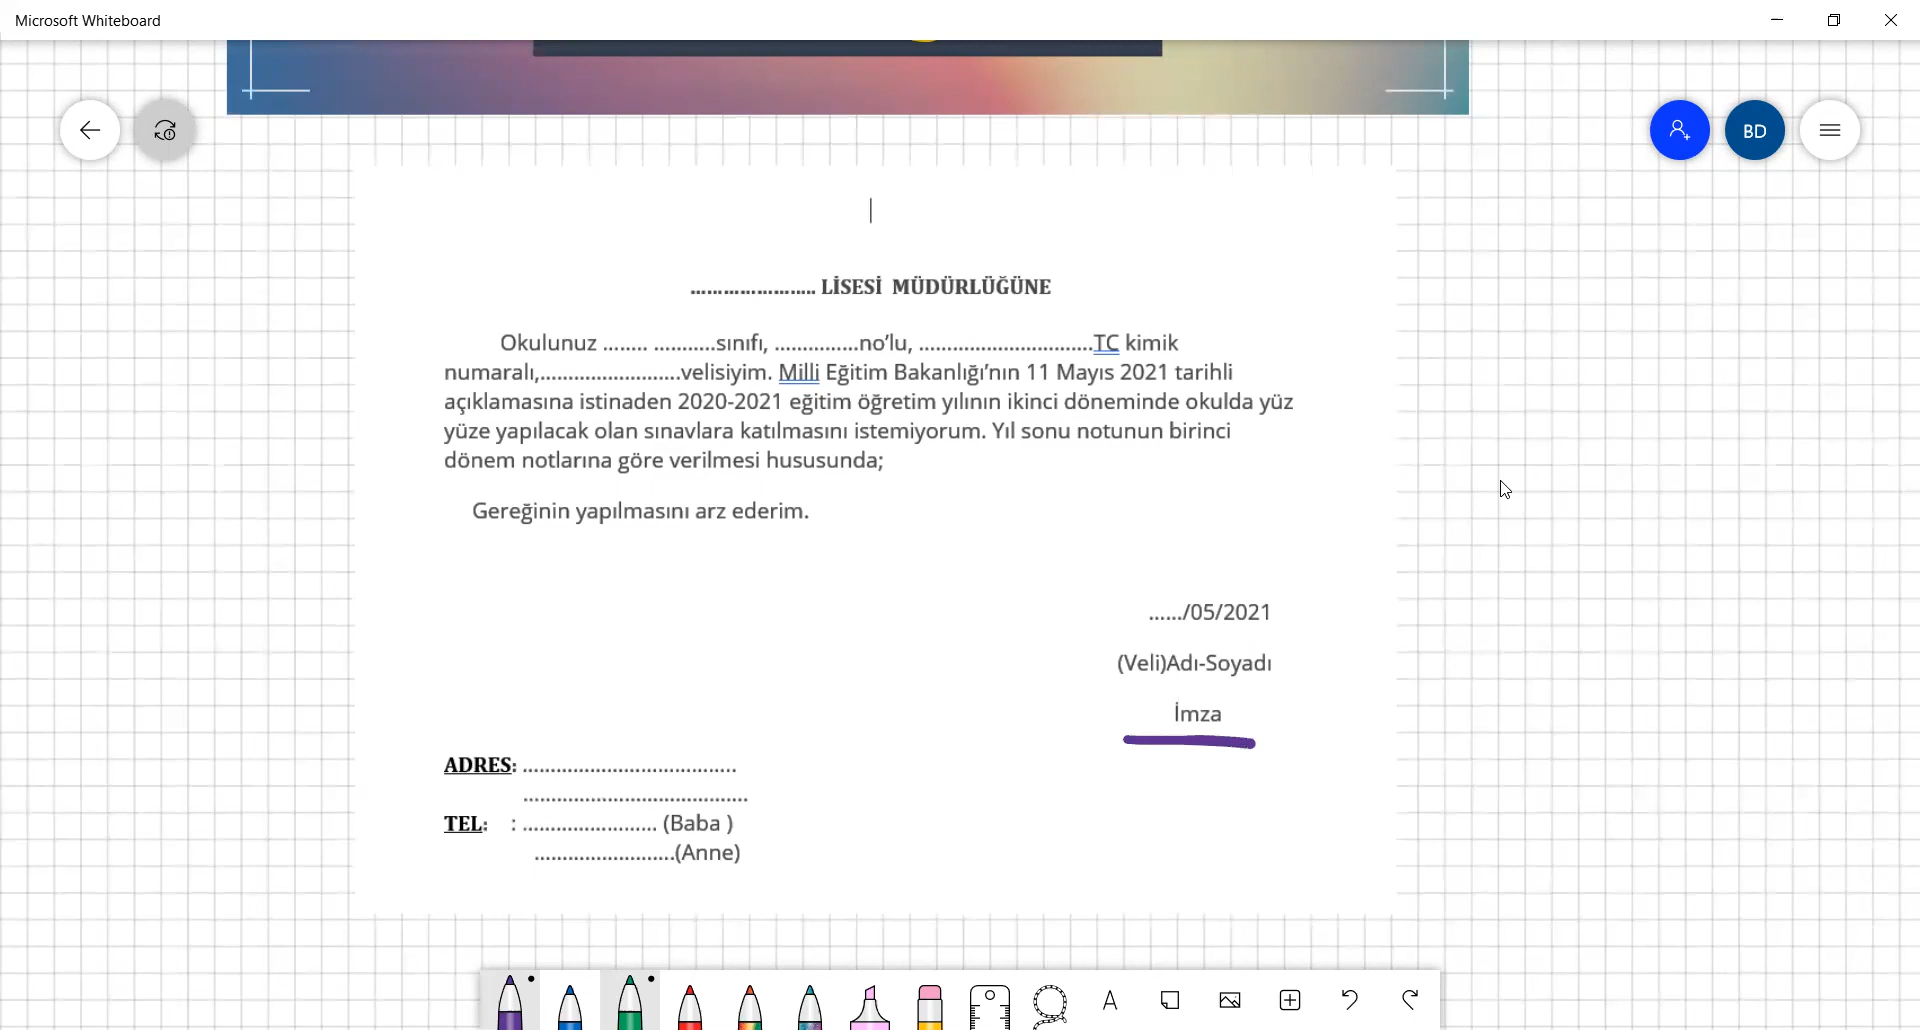 Microsoft Whiteboard
BD
...................... LİSESİ MÜDÜRLÜĞÜNE
Okulunuz ........ ...........sınıfı, ...............no’lu, ...............................TC kimik
numaralı,.........................velisiyim. Milli Eğitim Bakanlığı’nın 11 Mayıs 2021 tarihli
açıklamasına istinaden 2020-2021 eğitim öğretim yılının ikinci döneminde okulda yüz
yüze yapılacak olan sınavlara katılmasını istemiyorum. Yıl sonu notunun birinci
dönem notlarına göre verilmesi hususunda;
Gereğinin yapılmasını arz ederim.
....../05/2021
(Veli)Adı-Soyadı
İmza
ADRES: ......................................
........................................
TEL: : ........................ (Baba )
.........................(Anne)